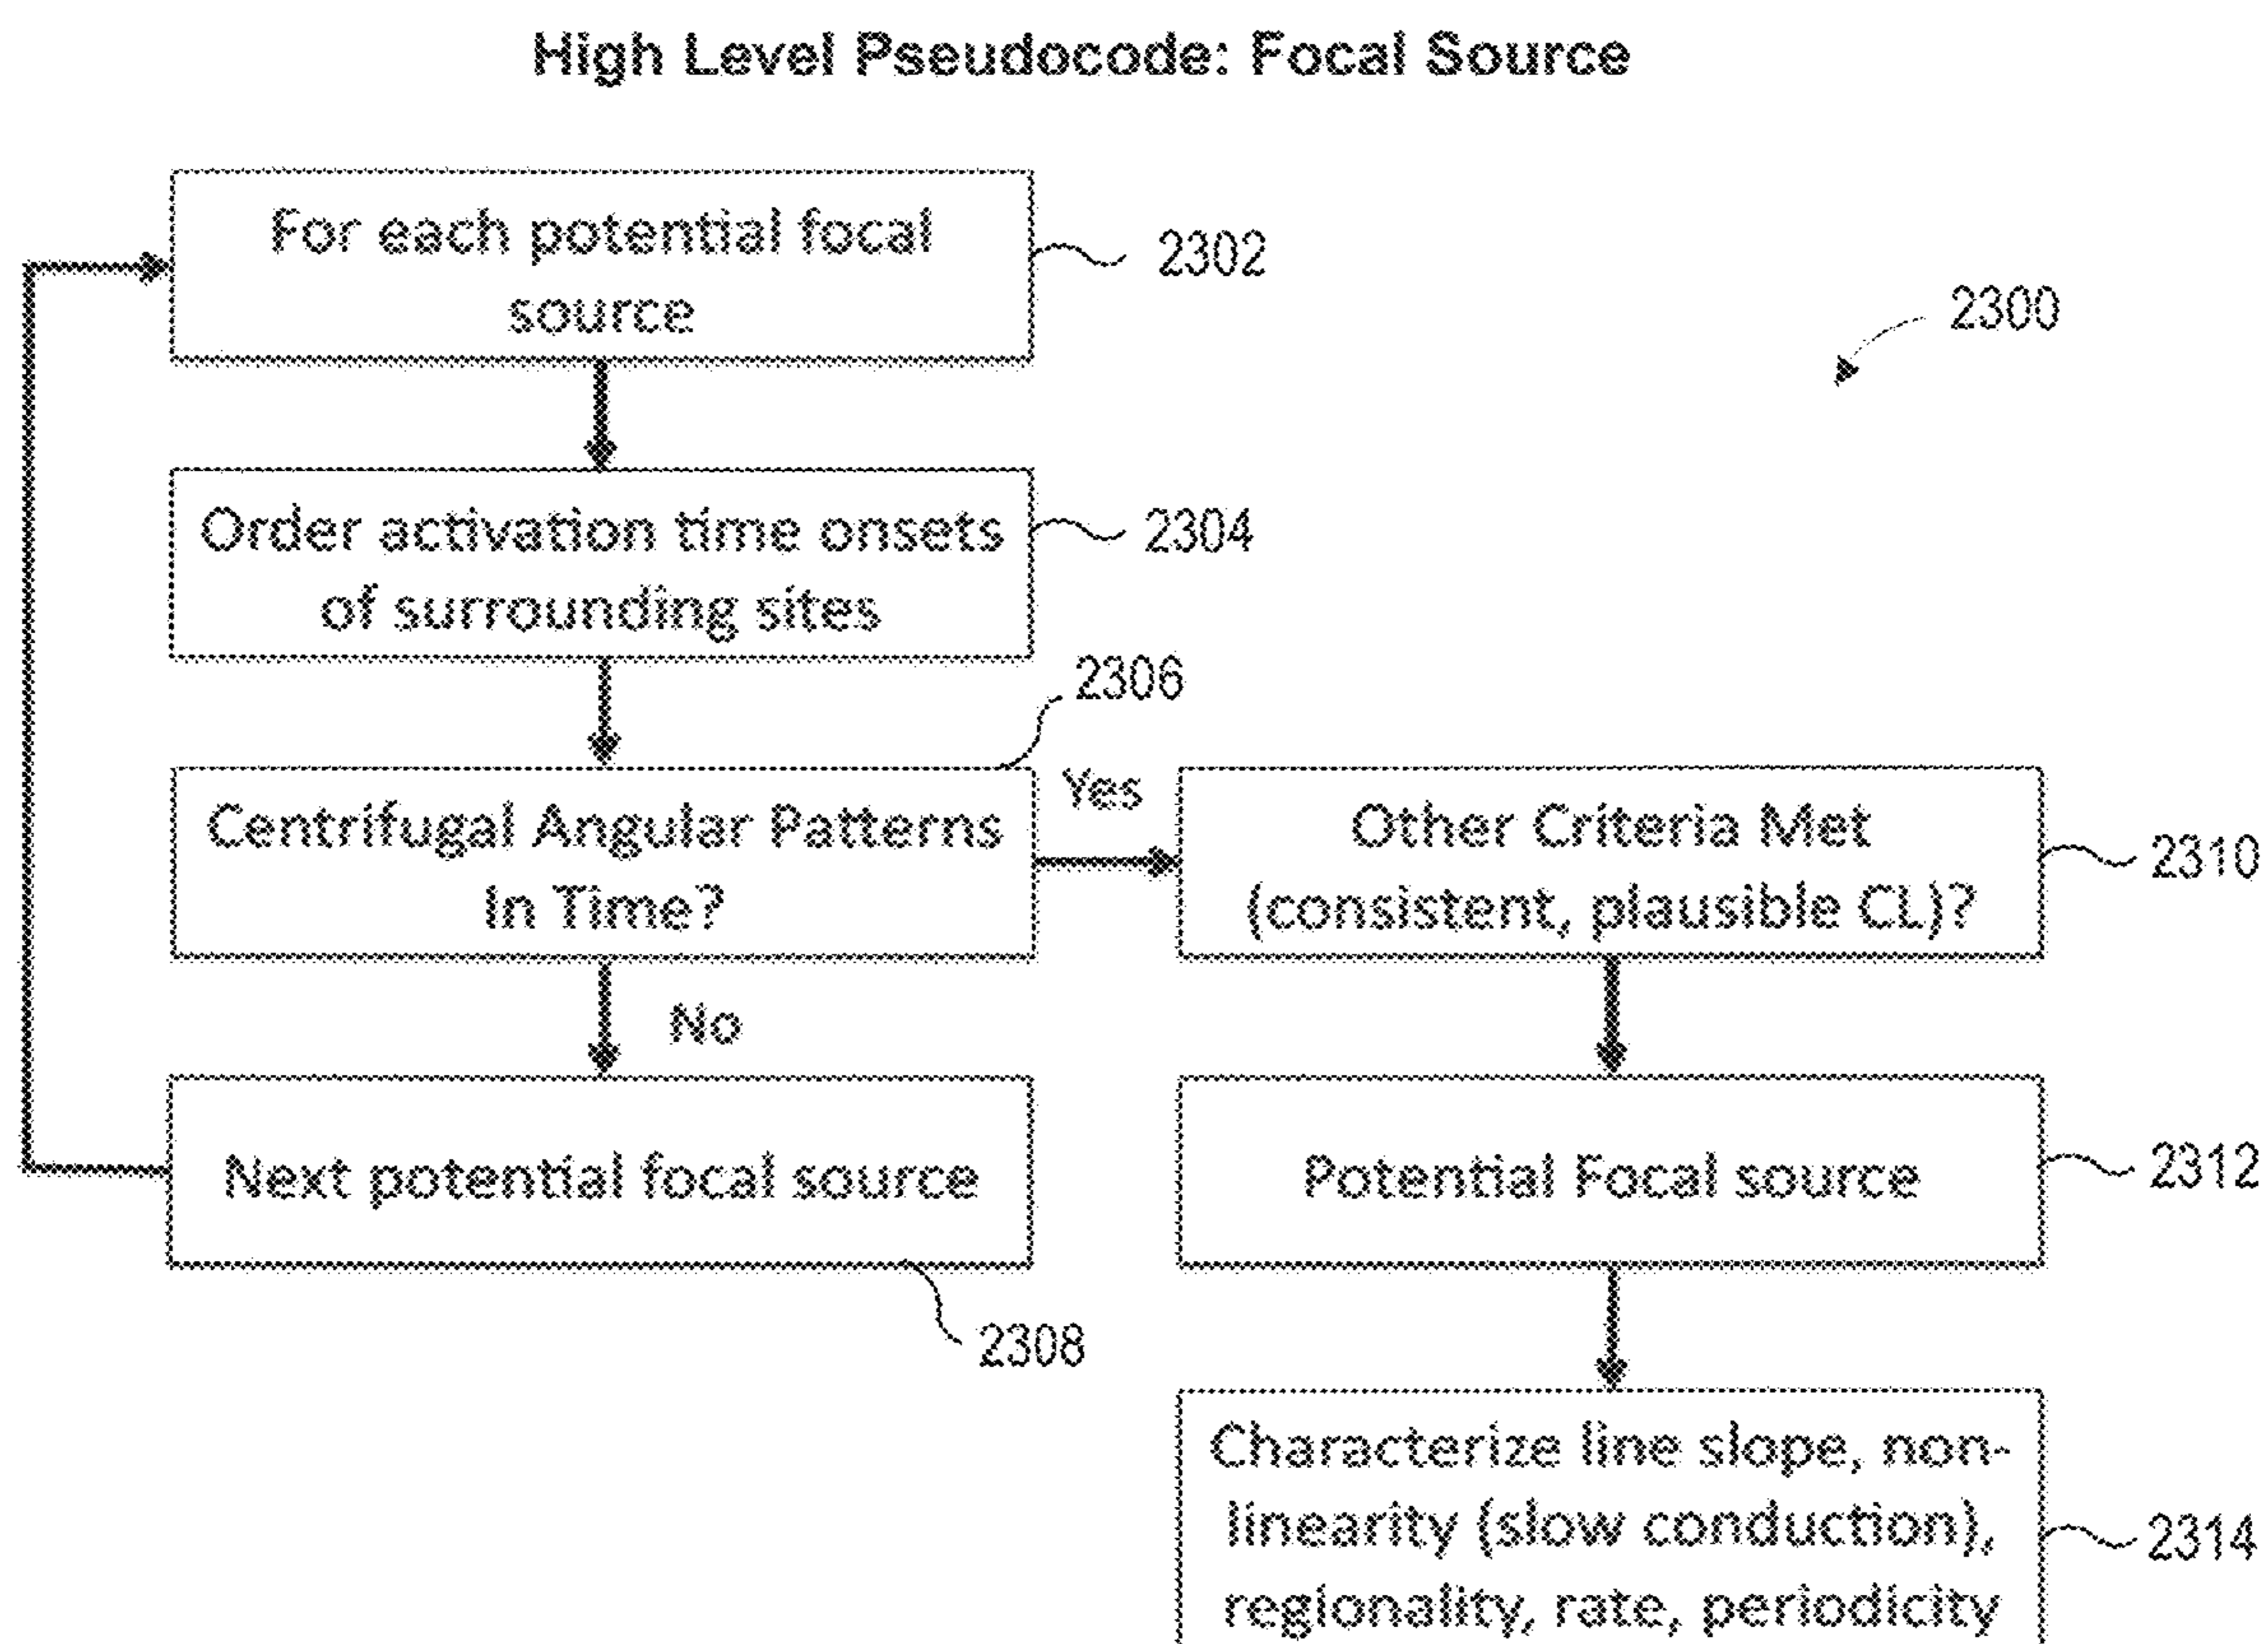 High Level Pseudocode: Focal Source
For each potential focal
source
2302
2300
Order activation time onsets
of surrounding sites
2304
2306
Centrifugal Angular Patterns
In Time?
Yes
Other Criteria Met
(consistent, plausible CL)?
2310
No
Next potential focal source
2308
Potential Focal source
2312
Characterize line slope, non-
linearity (slow conduction),
regionality, rate, periodicity
2314